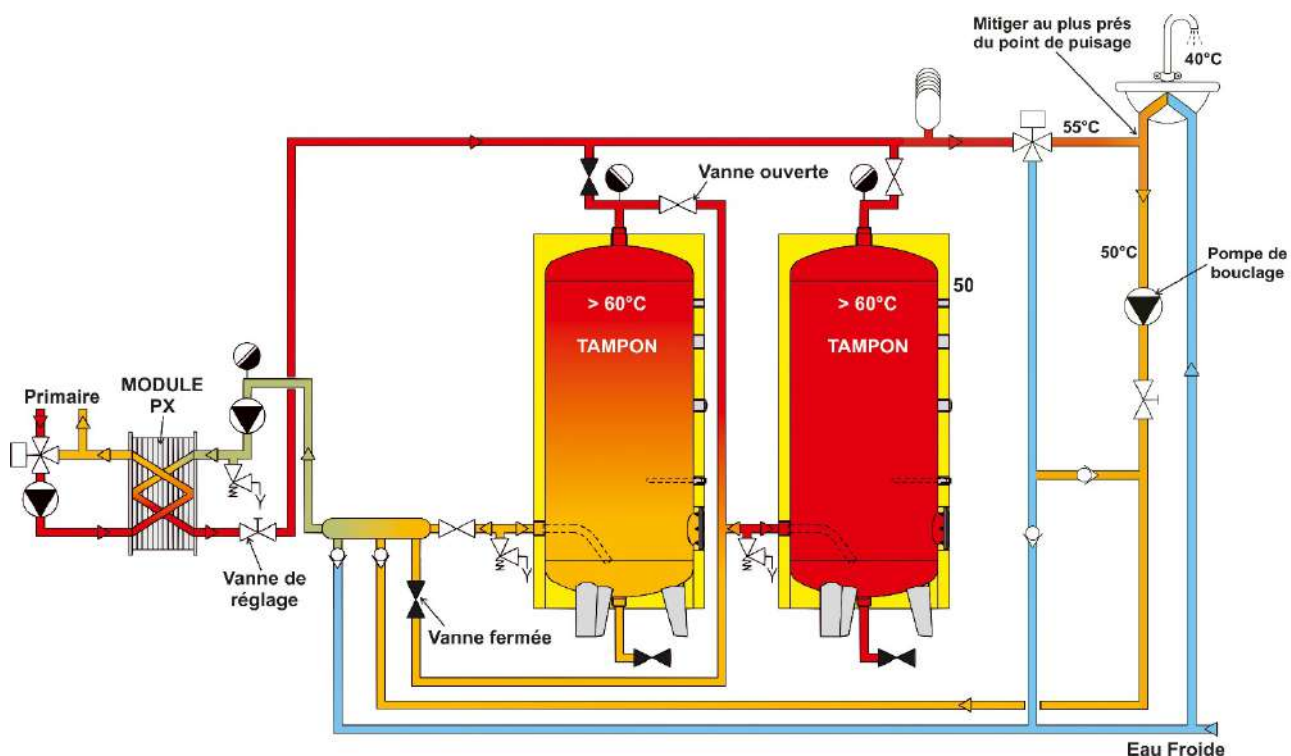 Mitiger au plus prés
du point de puisage
40°C
55°C
Vanne ouverte
50°C
Pompe de
bouclage
50
> 60°C
TAMPON
> 60°C
TAMPON
Primaire
MODULE
PX
Vanne de
réglage
Vanne fermée
Eau Froide